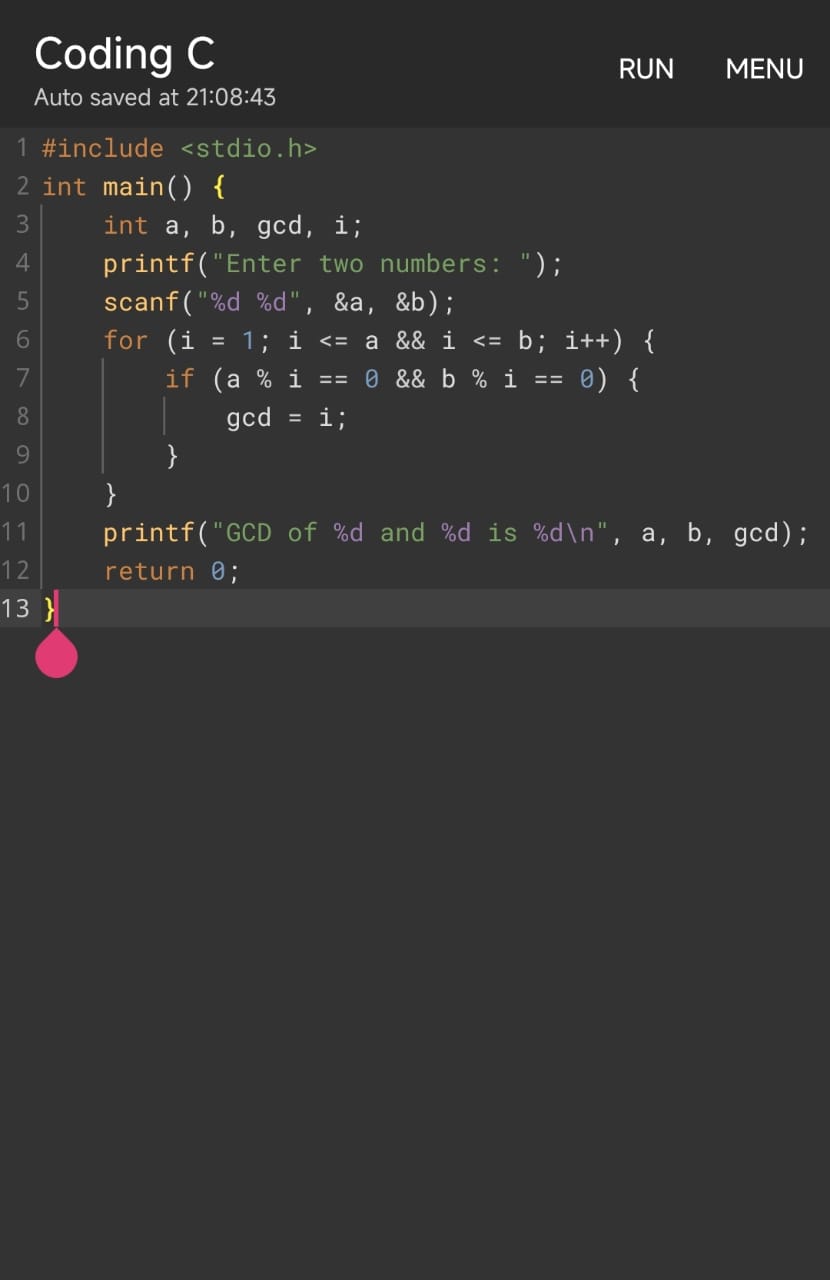 Coding C
Auto saved at 21:08:43
RUN MENU
1 #include <stdio.h>
2 int main() {
3     int a, b, gcd, i;
4     printf("Enter two numbers: ");
5     scanf("%d %d", &a, &b);
6     for (i = 1; i <= a && i <= b; i++) {
7         if (a % i == 0 && b % i == 0) {
8             gcd = i;
9         }
10     }
11     printf("GCD of %d and %d is %d\n", a, b, gcd);
12     return 0;
13 }